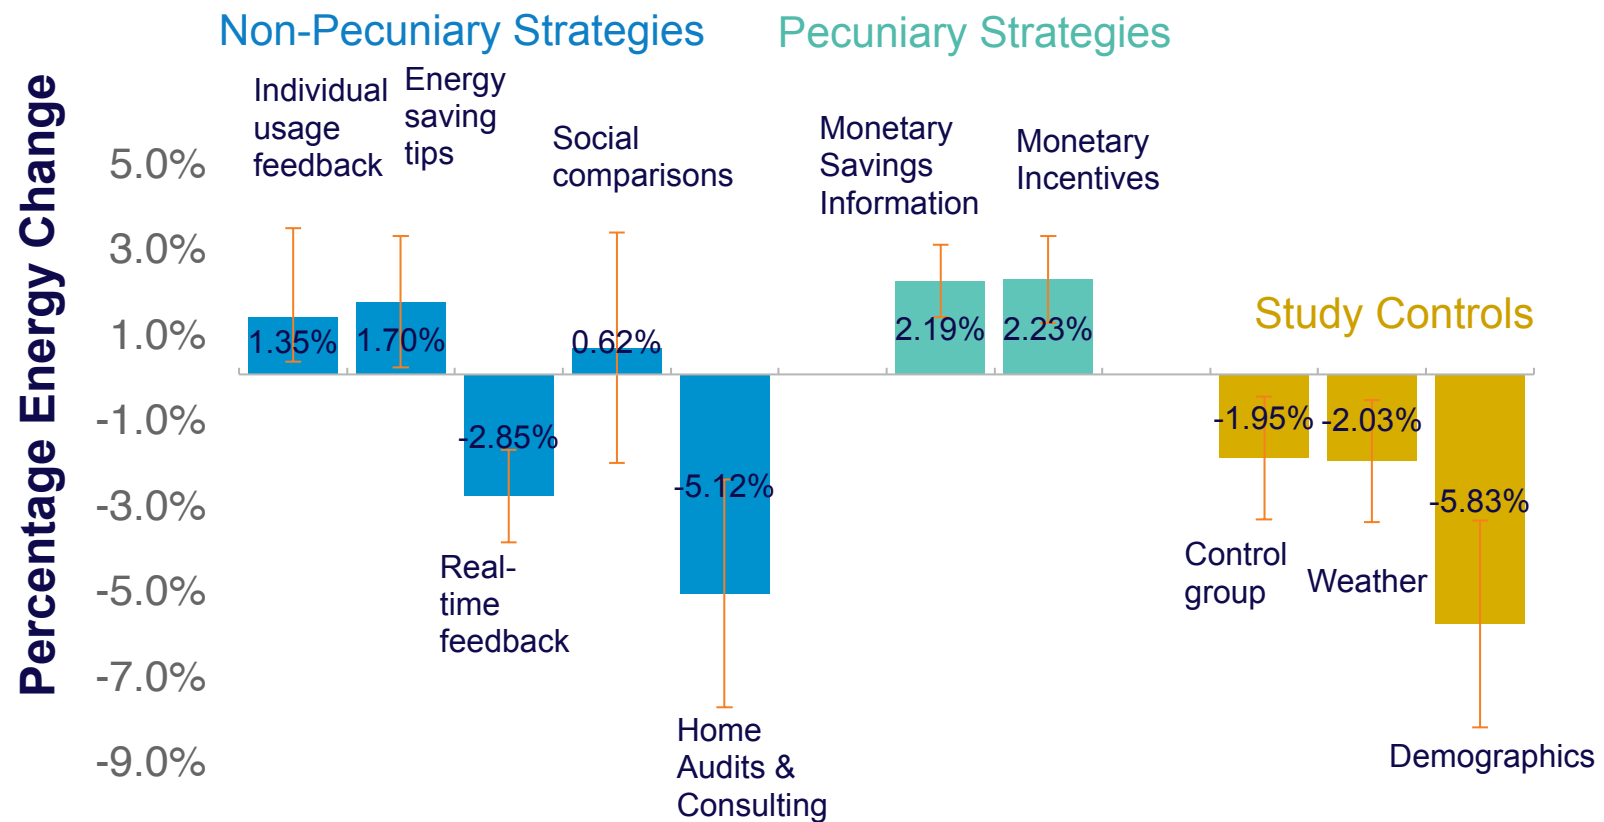 Non-Pecuniary Strategies
Pecuniary Strategies
Study Controls
Percentage Energy Change
5.0%
3.0%
1.0%
-1.0%
-3.0%
-5.0%
-7.0%
-9.0%
Individual
usage
feedback
Energy
saving
tips
Social
comparisons
Monetary
Savings
Information
Monetary
Incentives
1.35%
1.70%
-2.85%
0.62%
-5.12%
2.19%
2.23%
-1.95%
-2.03%
-5.83%
Real-
time
feedback
Home
Audits &
Consulting
Control
group
Weather
Demographics